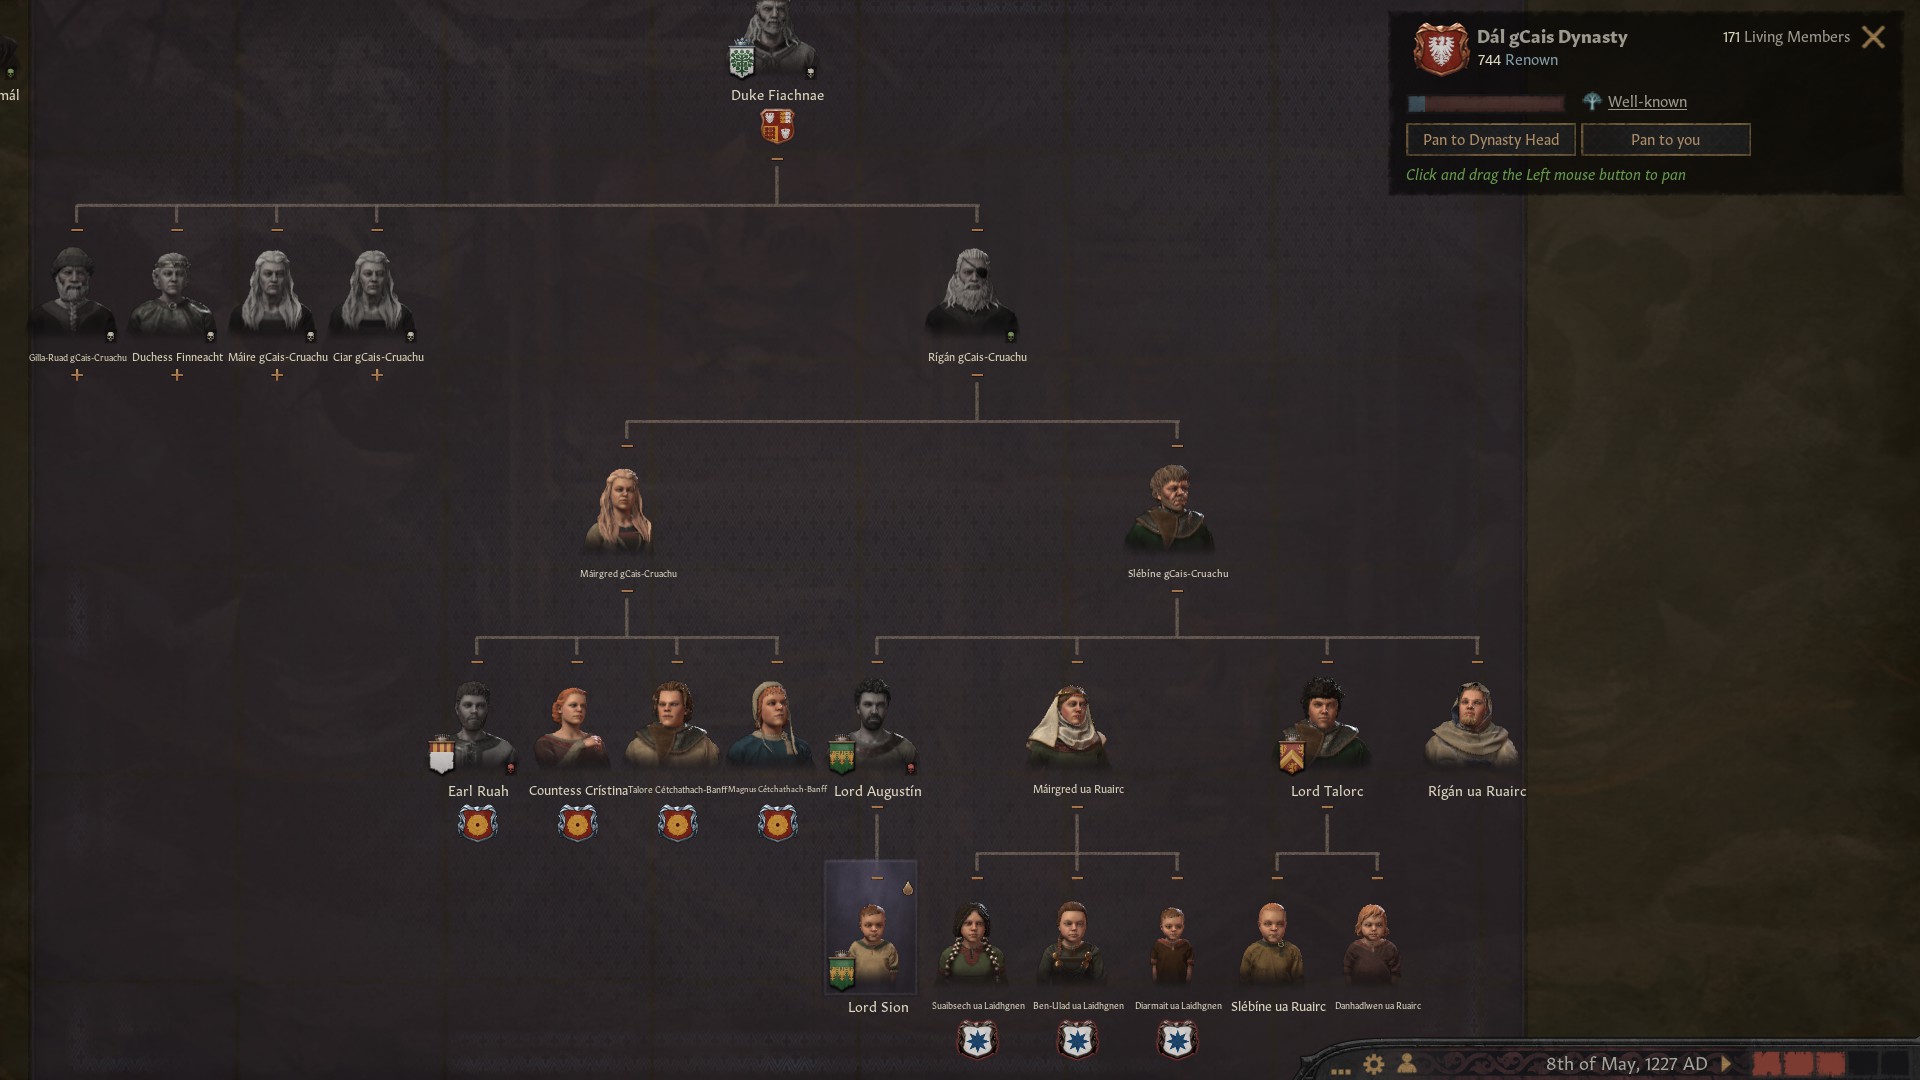 Dál gCais Dynasty
171 Living Members
744 Renown
Well-known
Pan to Dynasty Head
Pan to you
Click and drag the Left mouse button to pan
mál
Duke Fiachnae
Gilla-Ruad gCais-Cruachu
Duchess Finneacht
Máire gCais-Cruachu
Ciar gCais-Cruachu
Rígán gCais-Cruachu
Máirgred gCais-Cruachu
Slébíne gCais-Cruachu
Earl Ruah
Countess Crístina
Talore Cétchathach-Banff
Magnus Cétchathach-Banff
Lord Augustín
Máirgred ua Ruairc
Lord Talorc
Rígán ua Ruairc
Lord Sion
Suaibsech ua Laidhgnen
Ben-Ulad ua Laidhgnen
Diarmait ua Laidhgnen
Slébíne ua Ruairc
Danhadlwen ua Ruairc
8th of May, 1227 AD